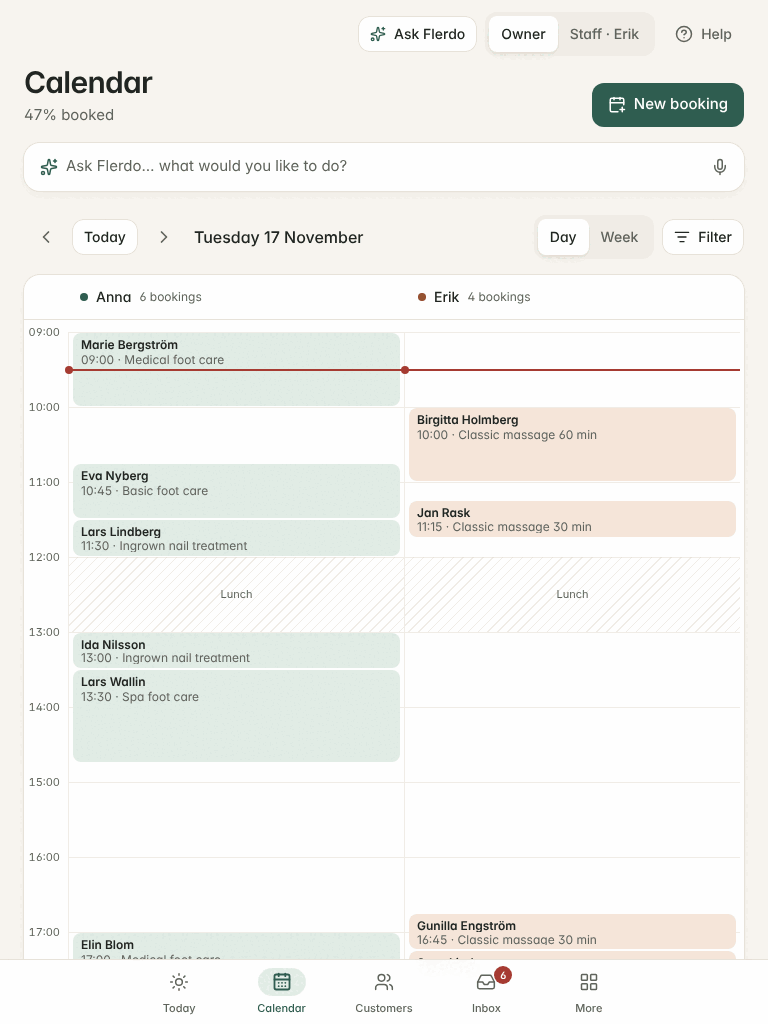 Ask Flerdo
Owner
Staff · Erik
Help
Calendar
47% booked
New booking
Ask Flerdo... what would you like to do?
Today
Tuesday 17 November
Day
Week
Filter
Anna 6 bookings
Erik 4 bookings
09:00
Marie Bergström
09:00 · Medical foot care
10:00
Birgitta Holmberg
10:00 · Classic massage 60 min
Eva Nyberg
10:45 · Basic foot care
11:00
Jan Rask
11:15 · Classic massage 30 min
Lars Lindberg
11:30 · Ingrown nail treatment
12:00
Lunch
Lunch
13:00
Ida Nilsson
13:00 · Ingrown nail treatment
Lars Wallin
13:30 · Spa foot care
14:00
15:00
16:00
Gunilla Engström
16:45 · Classic massage 30 min
17:00
Elin Blom
17:00 · Medical foot care
6
Today
Calendar
Customers
Inbox
More